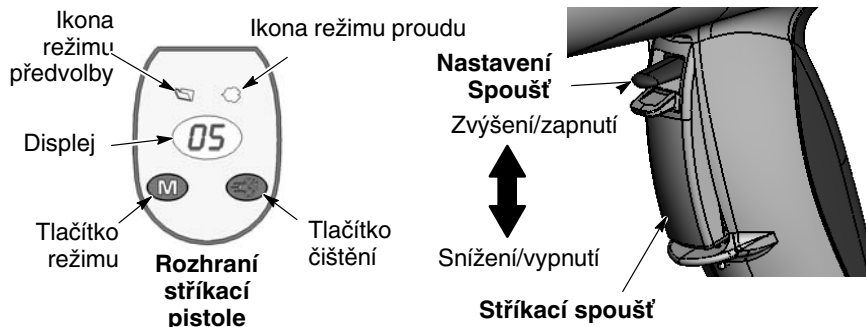 Ikona
režimu
předvolby
Ikona režimu proudu
Displej
05
M
Tlačítko
režimu
Tlačítko
čištění
Rozhraní
stříkací
pistole
Nastavení
Spoušť
Zvýšení/zapnutí
Snížení/vypnutí
Stříkací spoušť